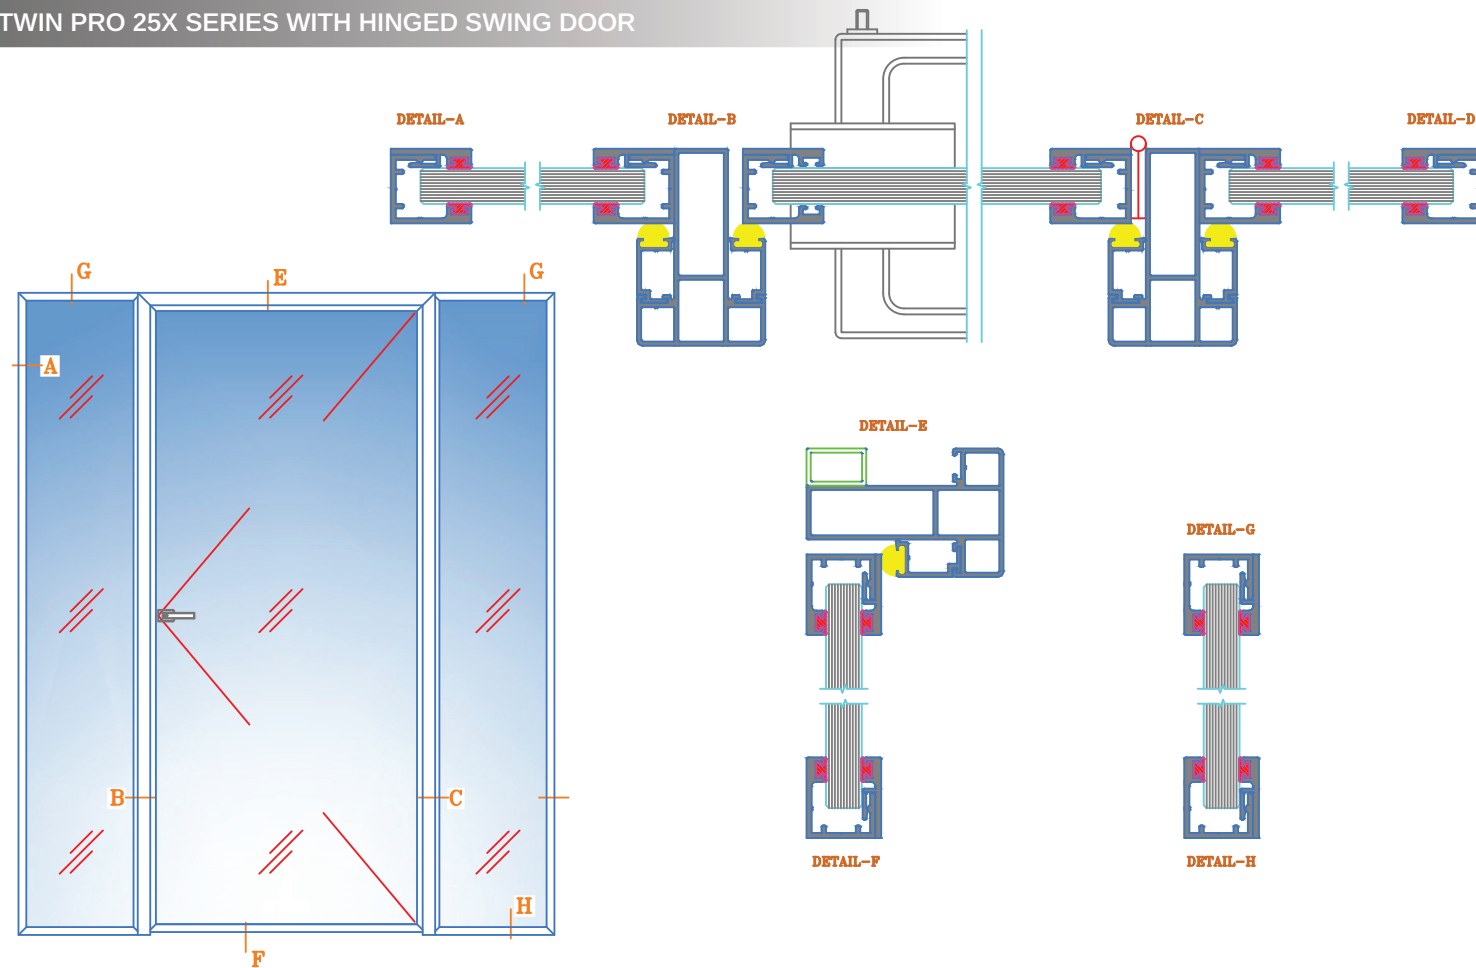 TWIN PRO 25X SERIES WITH HINGED SWING DOOR
DETAIL-A
DETAIL-B
DETAIL-C
DETAIL-D
G
E
G
A
B
C
H
F
DETAIL-E
DETAIL-G
DETAIL-F
DETAIL-H